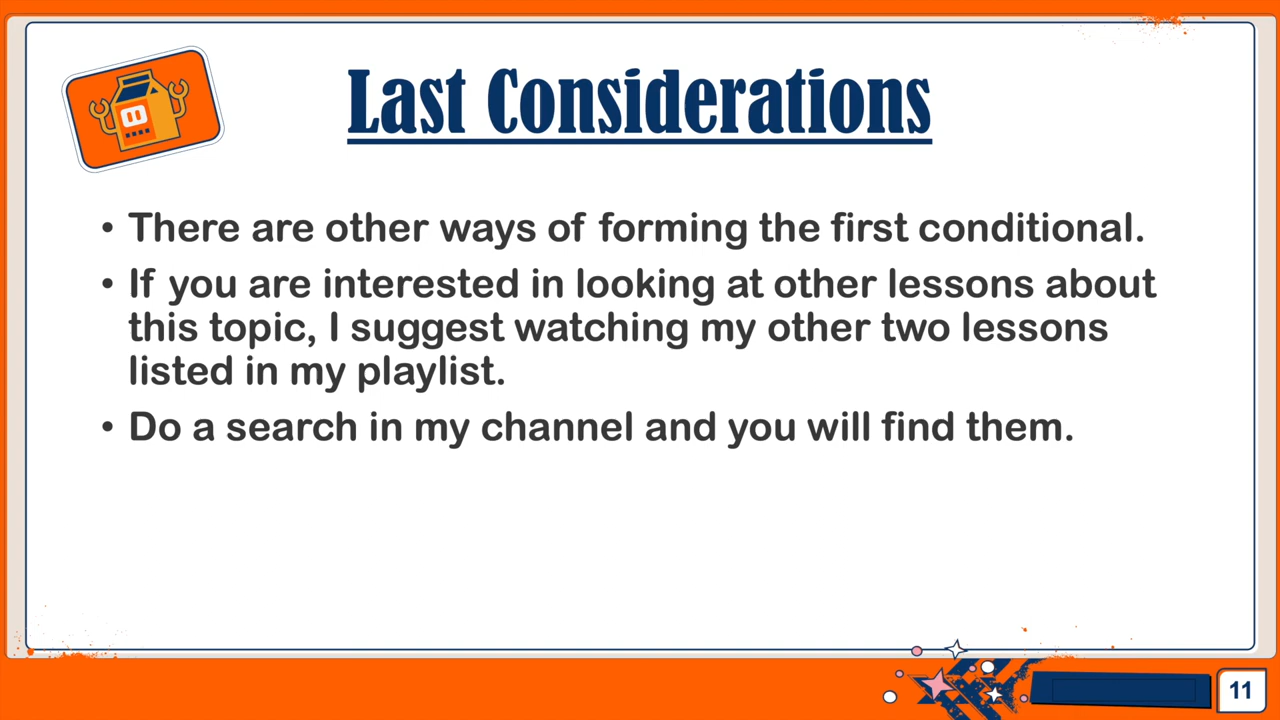 Last Considerations
• There are other ways of forming the first conditional.
• If you are interested in looking at other lessons about
this topic, I suggest watching my other two lessons
listed in my playlist.
• Do a search in my channel and you will find them.
11